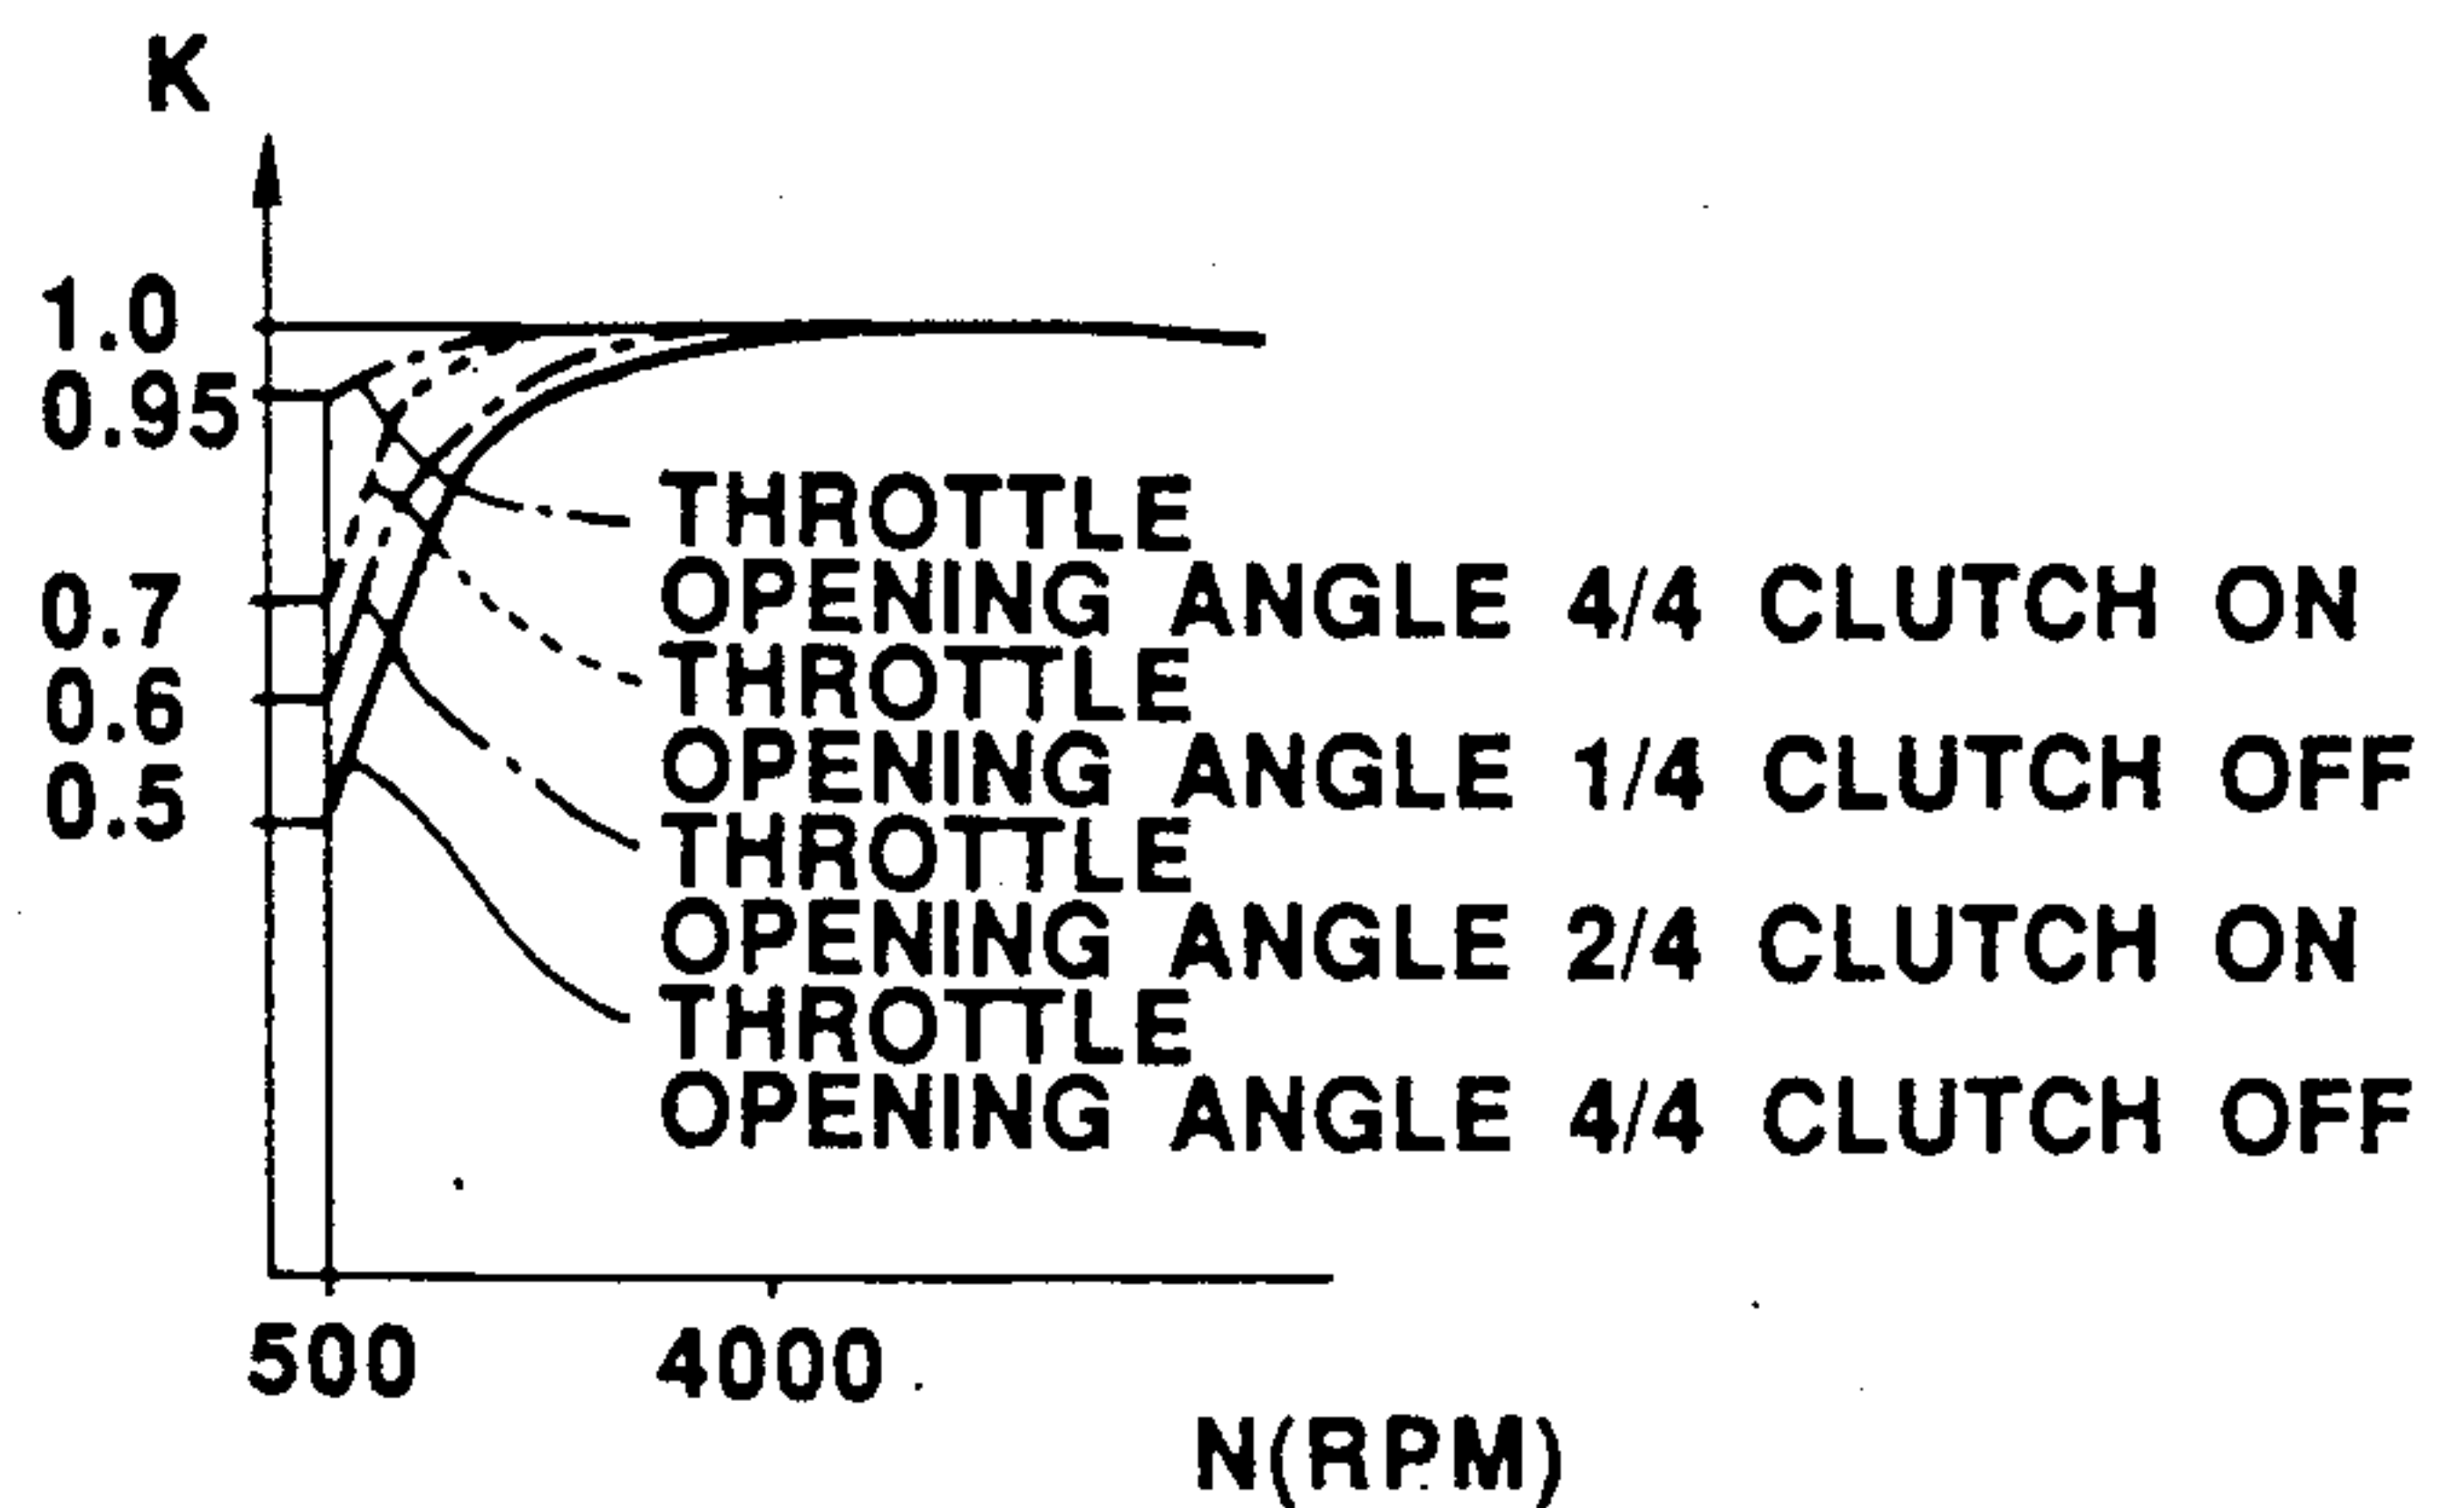 K
1.0
0.95
0.7
0.6
0.5
THROTTLE
OPENING ANGLE 4/4 CLUTCH ON
THROTTLE
OPENING ANGLE 1/4 CLUTCH OFF
THROTTLE
OPENING ANGLE 2/4 CLUTCH ON
THROTTLE
OPENING ANGLE 4/4 CLUTCH OFF
500
4000
N(RPM)